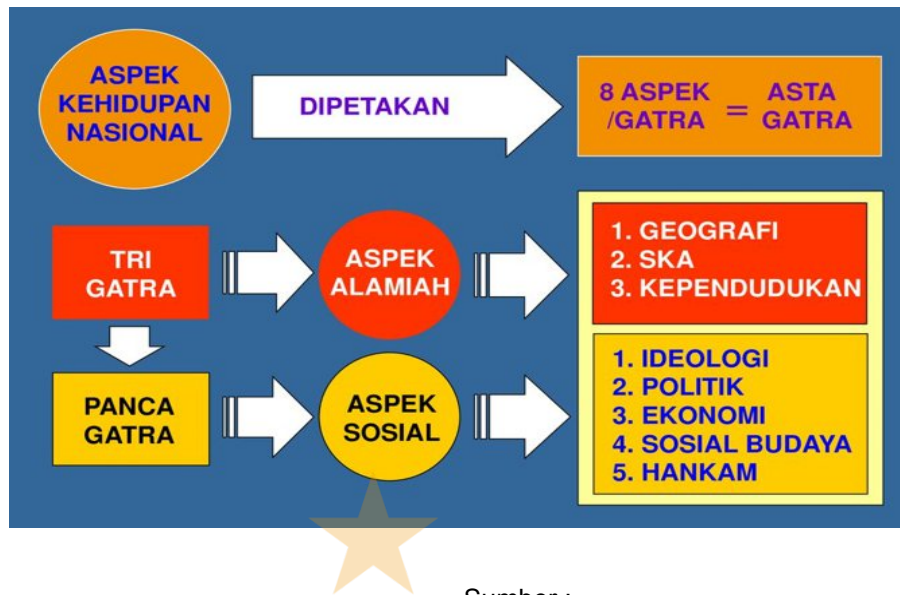 ASPEK
KEHIDUPAN
NASIONAL
DIPETAKAN
8 ASPEK
/GATRA
=
ASTA
GATRA
TRI
GATRA
ASPEK
ALAMIAH
1. GEOGRAFI
2. SKA
3. KEPENDUDUKAN
PANCA
GATRA
ASPEK
SOSIAL
1. IDEOLOGI
2. POLITIK
3. EKONOMI
4. SOSIAL BUDAYA
5. HANKAM
Sumber :